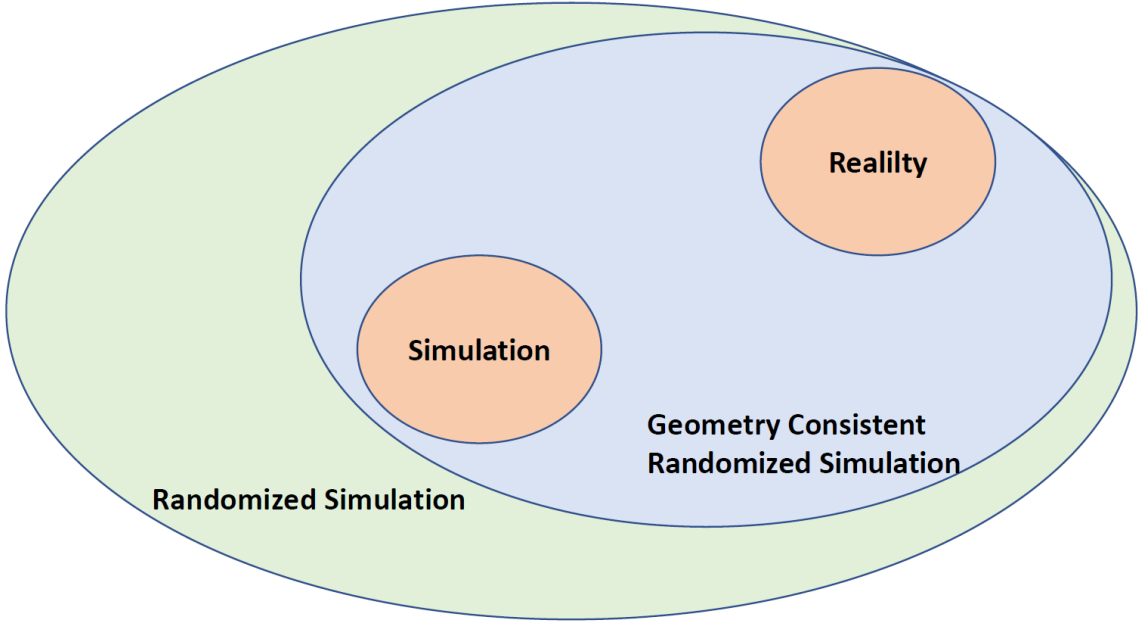 Realilty
Simulation
Geometry Consistent
Randomized Simulation
Randomized Simulation